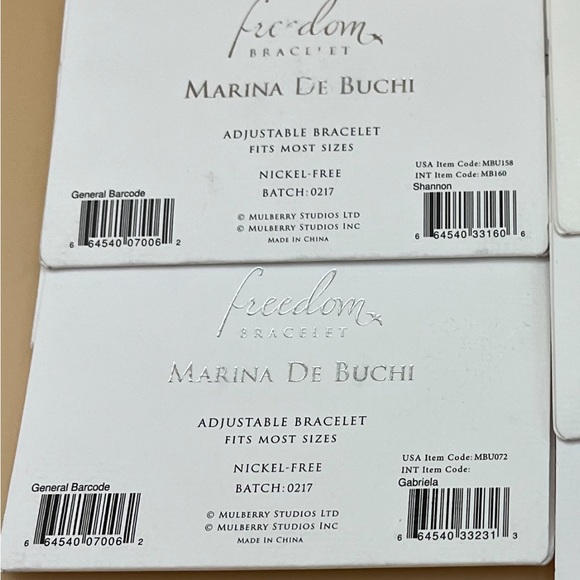 freedom
BRACELET
MARINA DE BUCHI
ADJUSTABLE BRACELET
FITS MOST SIZES
NICKEL-FREE
BATCH: 0217
© MULBERRY STUDIOS LTD
© MULBERRY STUDIOS INC
MADE IN CHINA
General Barcode
6 64540 07006 2
USA Item Code: MBU158
INT Item Code: MB160
Shannon
6 64540 33160 6
freedom
BRACELET
MARINA DE BUCHI
ADJUSTABLE BRACELET
FITS MOST SIZES
NICKEL-FREE
BATCH: 0217
© MULBERRY STUDIOS LTD
© MULBERRY STUDIOS INC
MADE IN CHINA
General Barcode
6 64540 07006 2
USA Item Code: MBU072
INT Item Code:
Gabriela
6 64540 33231 3